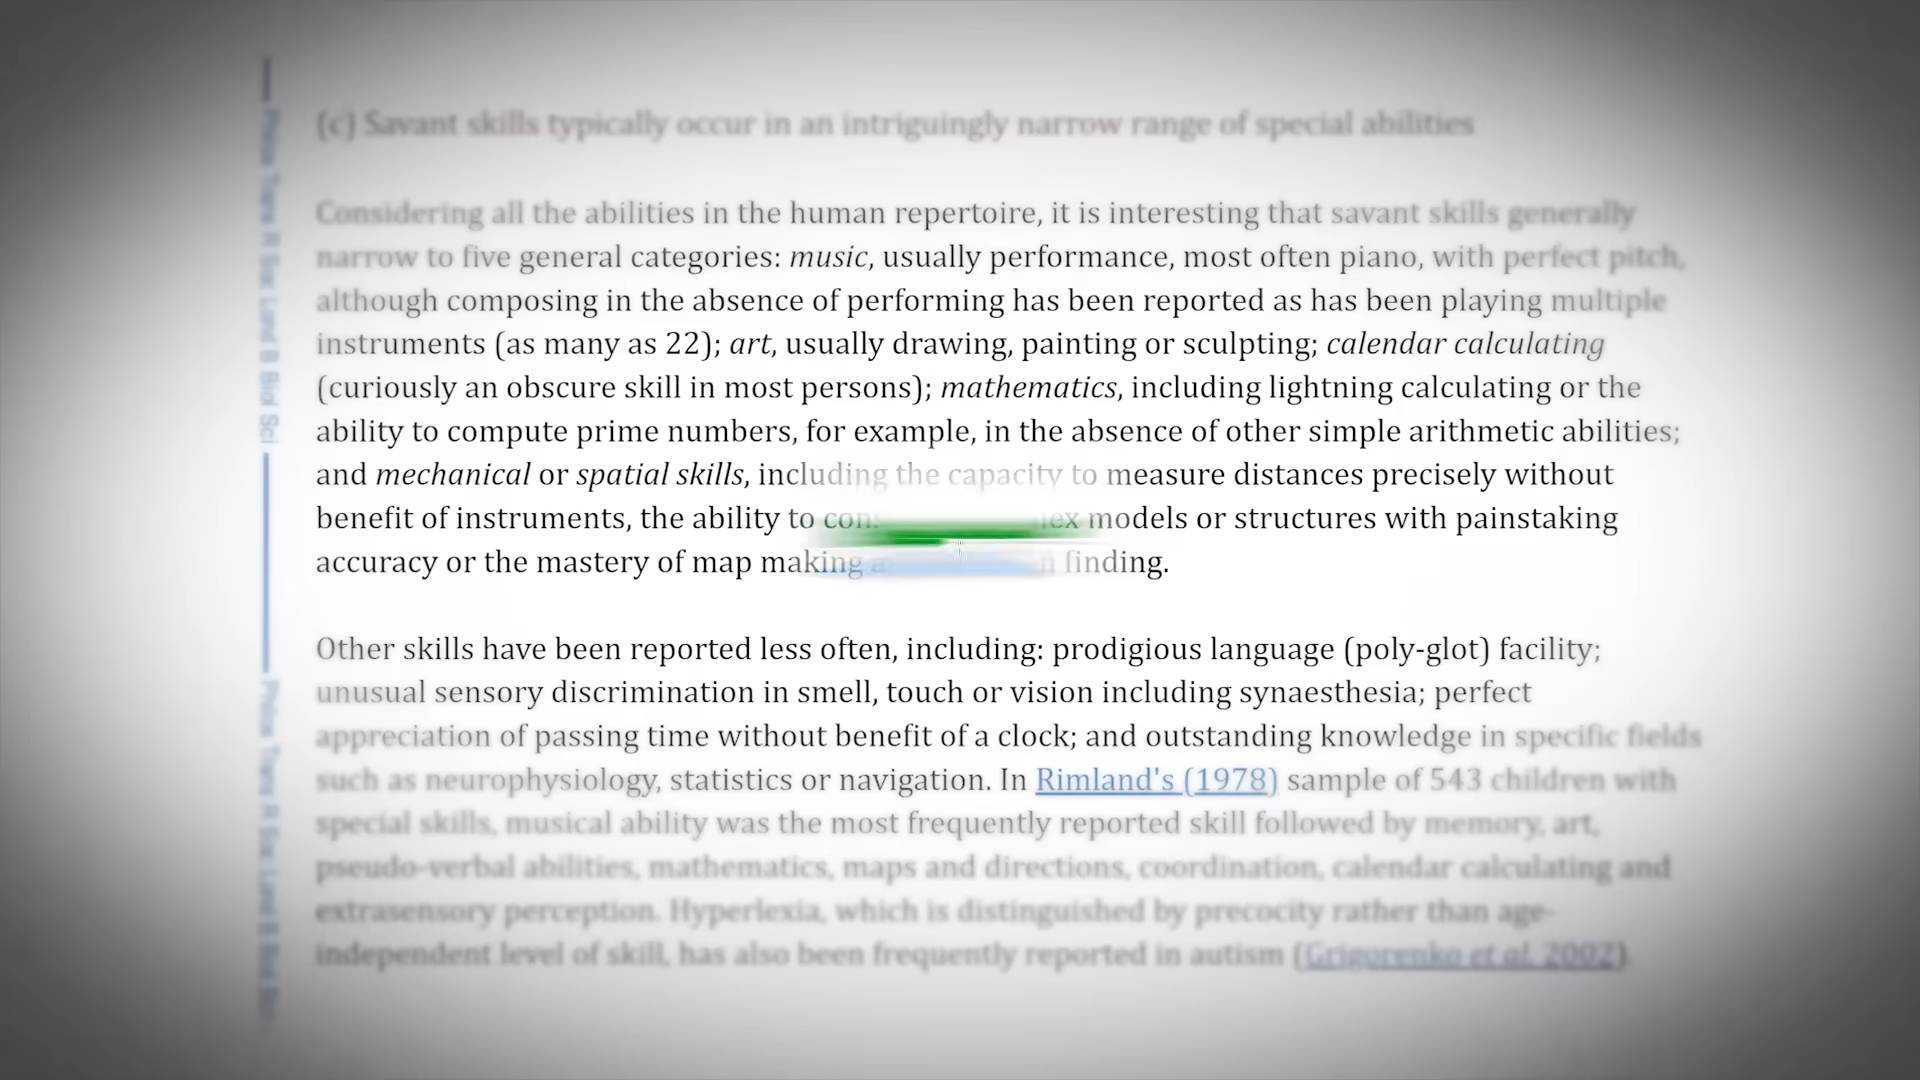 (c) Savant skills typically occur in an intriguingly narrow range of special abilities
Considering all the abilities in the human repertoire, it is interesting that savant skills generally
narrow to five general categories: music, usually performance, most often piano, with perfect pitch,
although composing in the absence of performing has been reported as has been playing multiple
instruments (as many as 22); art, usually drawing, painting or sculpting; calendar calculating
(curiously an obscure skill in most persons); mathematics, including lightning calculating or the
ability to compute prime numbers, for example, in the absence of other simple arithmetic abilities;
and mechanical or spatial skills, including the capacity to measure distances precisely without
benefit of instruments, the ability to models or structures with painstaking
accuracy or the mastery of map making finding.
Other skills have been reported less often, including: prodigious language (poly-glot) facility;
unusual sensory discrimination in smell, touch or vision including synaesthesia; perfect
appreciation of passing time without benefit of a clock; and outstanding knowledge in specific fields
such as neurophysiology, statistics or navigation. In Rimland's (1978) sample of 543 children with
special skills, musical ability was the most frequently reported skill followed by memory, art,
pseudo-verbal abilities, mathematics, maps and directions, coordination, calendar calculating and
extrasensory perception. Hyperlexia, which is distinguished by precocity rather than age-
independent level of skill, has also been frequently reported in autism (Grigorenko et al. 2002)
Philos Trans R Soc Lond B Biol Sci
Philos Trans R Soc Lond B Biol Sci